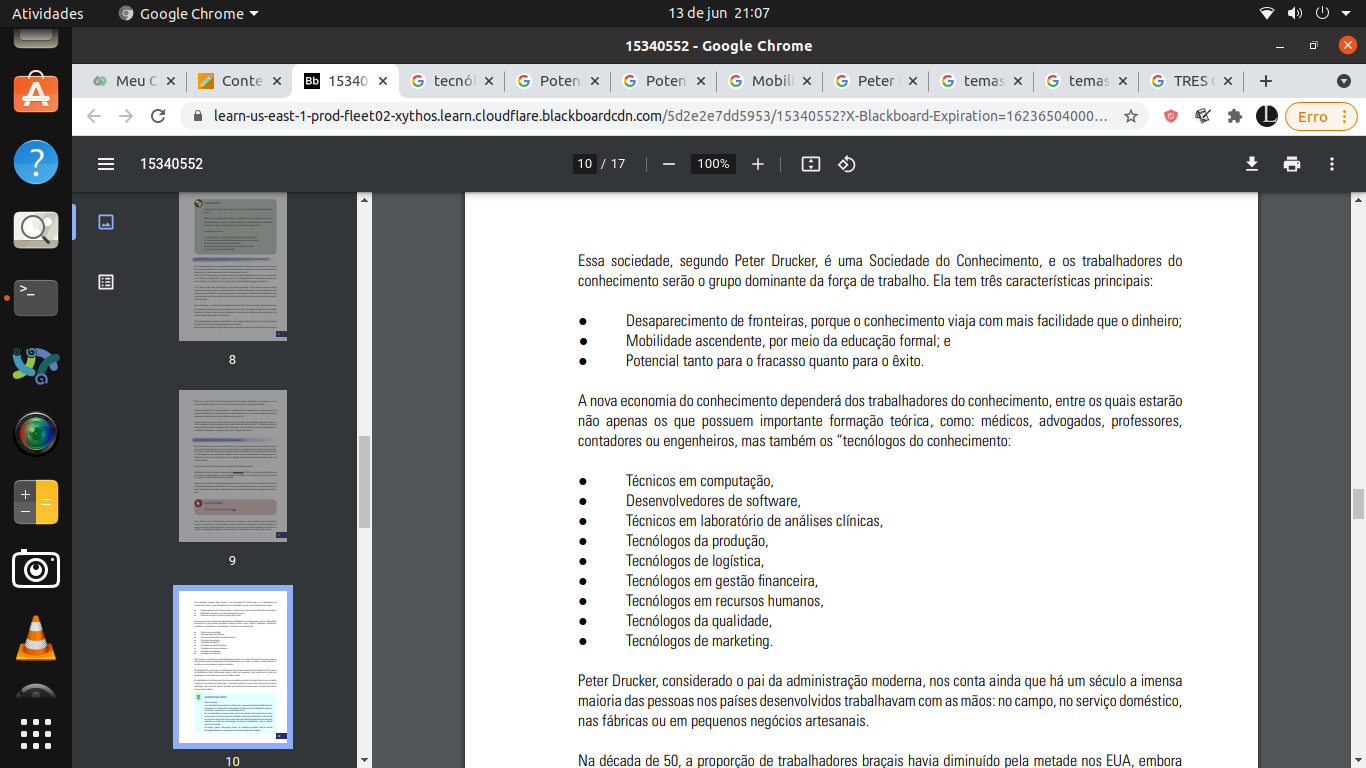 Atividades Google Chrome 13 de jun 21:07
15340552 - Google Chrome
Meu C Conte Bb 15340 tecnól Poten Poten Mobili Peter temas temas TRES
learn-us-east-1-prod-fleet02-xythos.learn.cloudflare.blackboardcdn.com/5d2e2e7dd5953/15340552?X-Blackboard-Expiration=16236504000... Erro
15340552 10 / 17 100%
Essa sociedade, segundo Peter Drucker, é uma Sociedade do Conhecimento, e os trabalhadores do
conhecimento serão o grupo dominante da força de trabalho. Ela tem três características principais:
● Desaparecimento de fronteiras, porque o conhecimento viaja com mais facilidade que o dinheiro;
● Mobilidade ascendente, por meio da educação formal; e
● Potencial tanto para o fracasso quanto para o êxito.
A nova economia do conhecimento dependerá dos trabalhadores do conhecimento, entre os quais estarão
não apenas os que possuem importante formação teórica, como: médicos, advogados, professores,
contadores ou engenheiros, mas também os “tecnólogos do conhecimento:
● Técnicos em computação,
● Desenvolvedores de software,
● Técnicos em laboratório de análises clínicas,
● Tecnólogos da produção,
● Tecnólogos de logística,
● Tecnólogos em gestão financeira,
● Tecnólogos em recursos humanos,
● Tecnólogos da qualidade,
● Tecnólogos de marketing.
Peter Drucker, considerado o pai da administração moderna, nos conta ainda que há um século a imensa
maioria das pessoas nos países desenvolvidos trabalhavam com as mãos: no campo, no serviço doméstico,
nas fábricas ou em pequenos negócios artesanais.
Na década de 50, a proporção de trabalhadores braçais havia diminuído pela metade nos EUA, embora
8
9
10